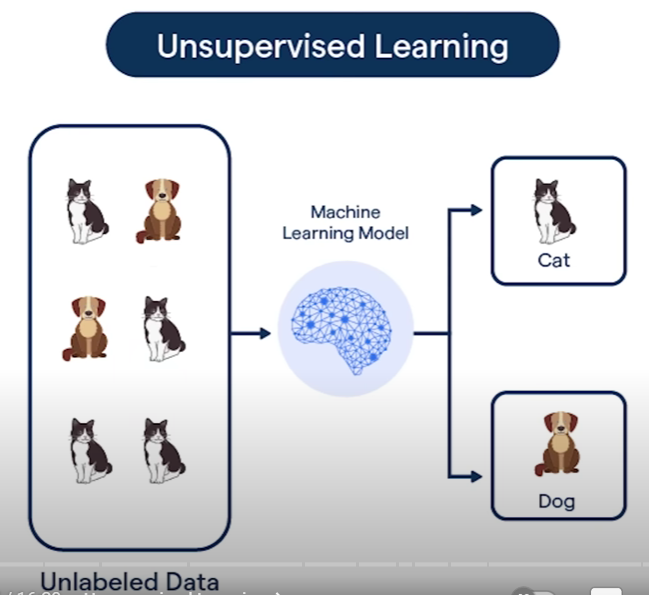 Unsupervised Learning
Machine
Learning Model
Cat
Dog
Unlabeled Data